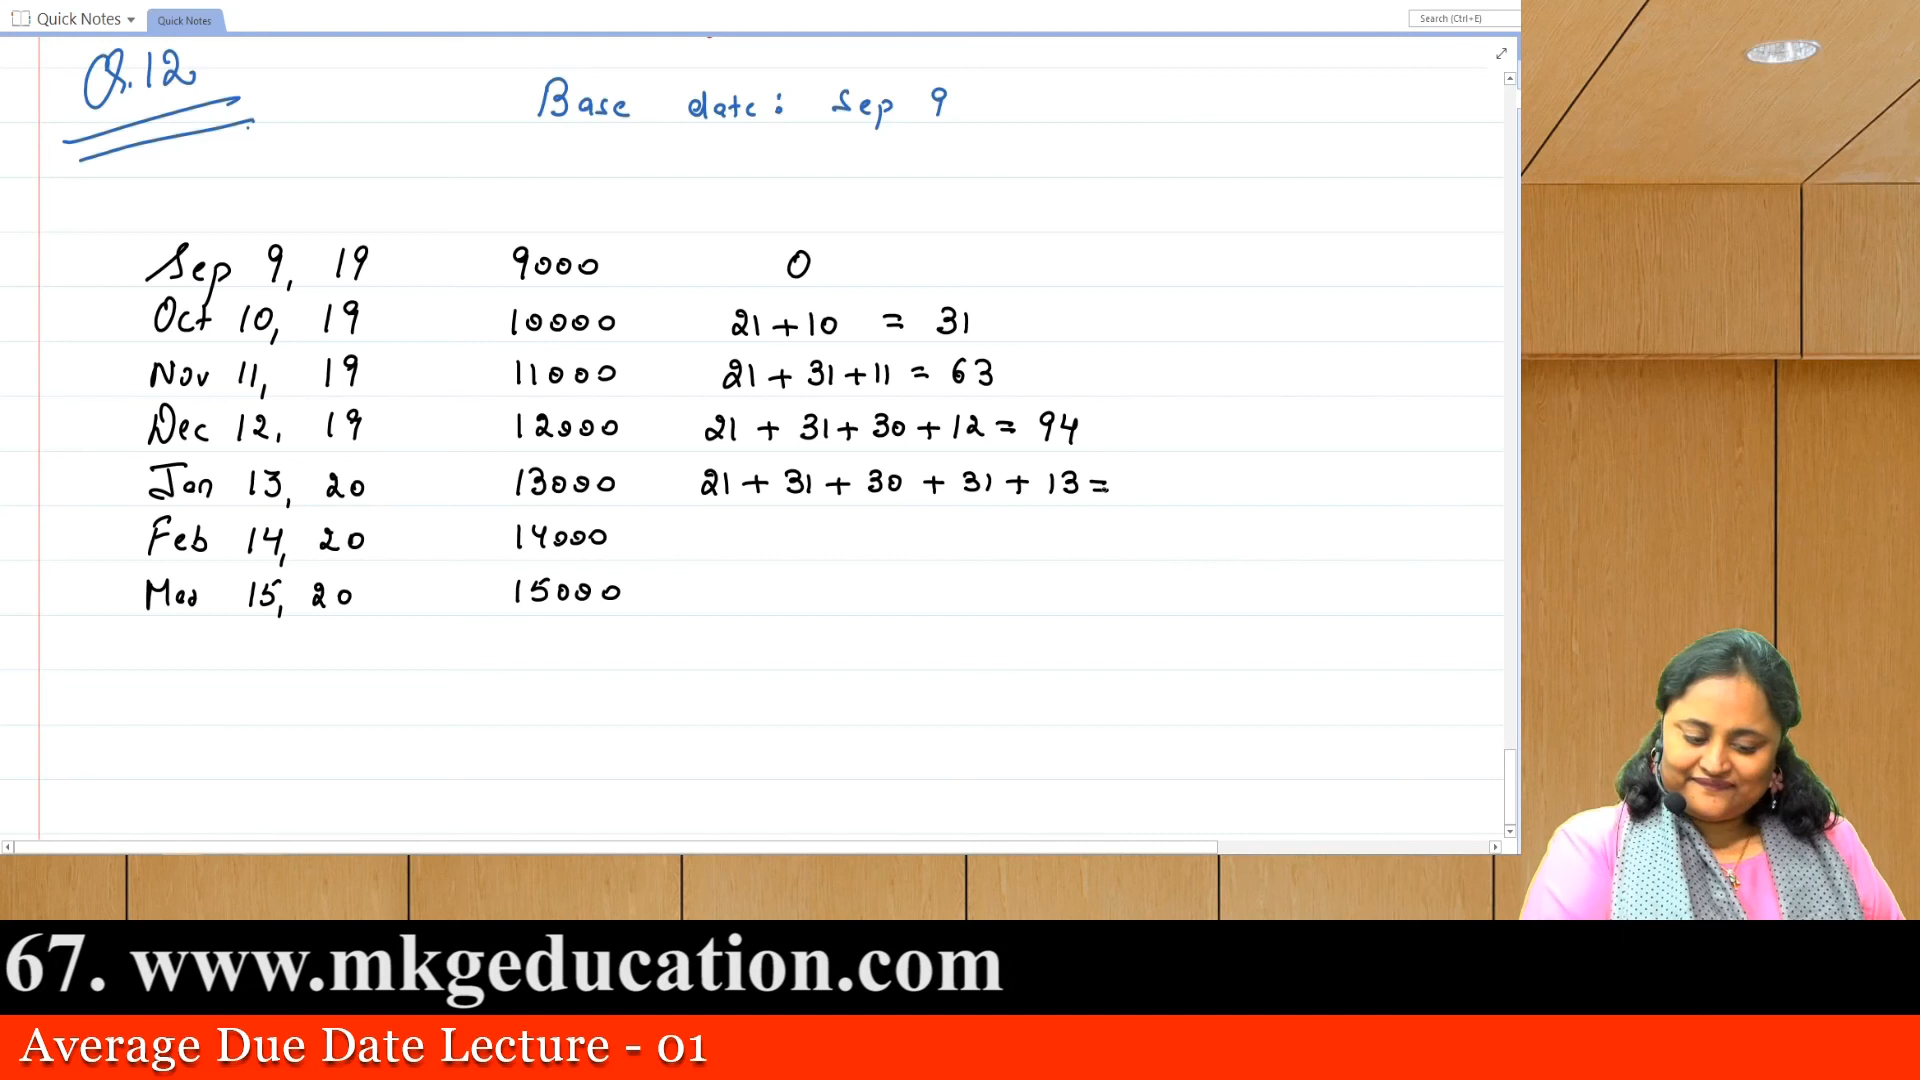 Quick Notes
Quick Notes
Search (Ctrl+E)
Q.12
Base date: Sep 9
Sep 9, 19 9000 0
Oct 10, 19 10000 21+10 = 31
Nov 11, 19 11000 21 + 31+11 = 63
Dec 12, 19 12000 21 + 31+ 30 + 12 = 94
Jan 13, 20 13000 21 + 31 + 30 + 31 + 13 =
Feb 14, 20 14000
Mar 15, 20 15000
67. www.mkgeducation.com
Average Due Date Lecture - 01